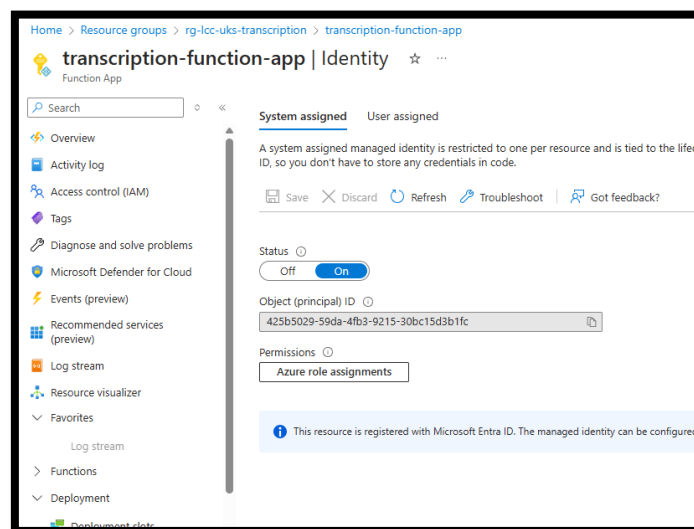 Home > Resource groups > rg-lcc-uks-transcription > transcription-function-app
transcription-function-app | Identity
Function App
Search
Overview
Activity log
Access control (IAM)
Tags
Diagnose and solve problems
Microsoft Defender for Cloud
Events (preview)
Recommended services
(preview)
Log stream
Resource visualizer
Favorites
Log stream
Functions
Deployment
Deployment slots
System assigned User assigned
A system assigned managed identity is restricted to one per resource and is tied to the
ID, so you don't have to store any credentials in code.
Save Discard Refresh Troubleshoot Got feedback?
Status
Off On
Object (principal) ID
425b5029-59da-4fb3-9215-30bc15d3b1fc
Permissions
Azure role assignments
This resource is registered with Microsoft Entra ID. The managed identity can be configured